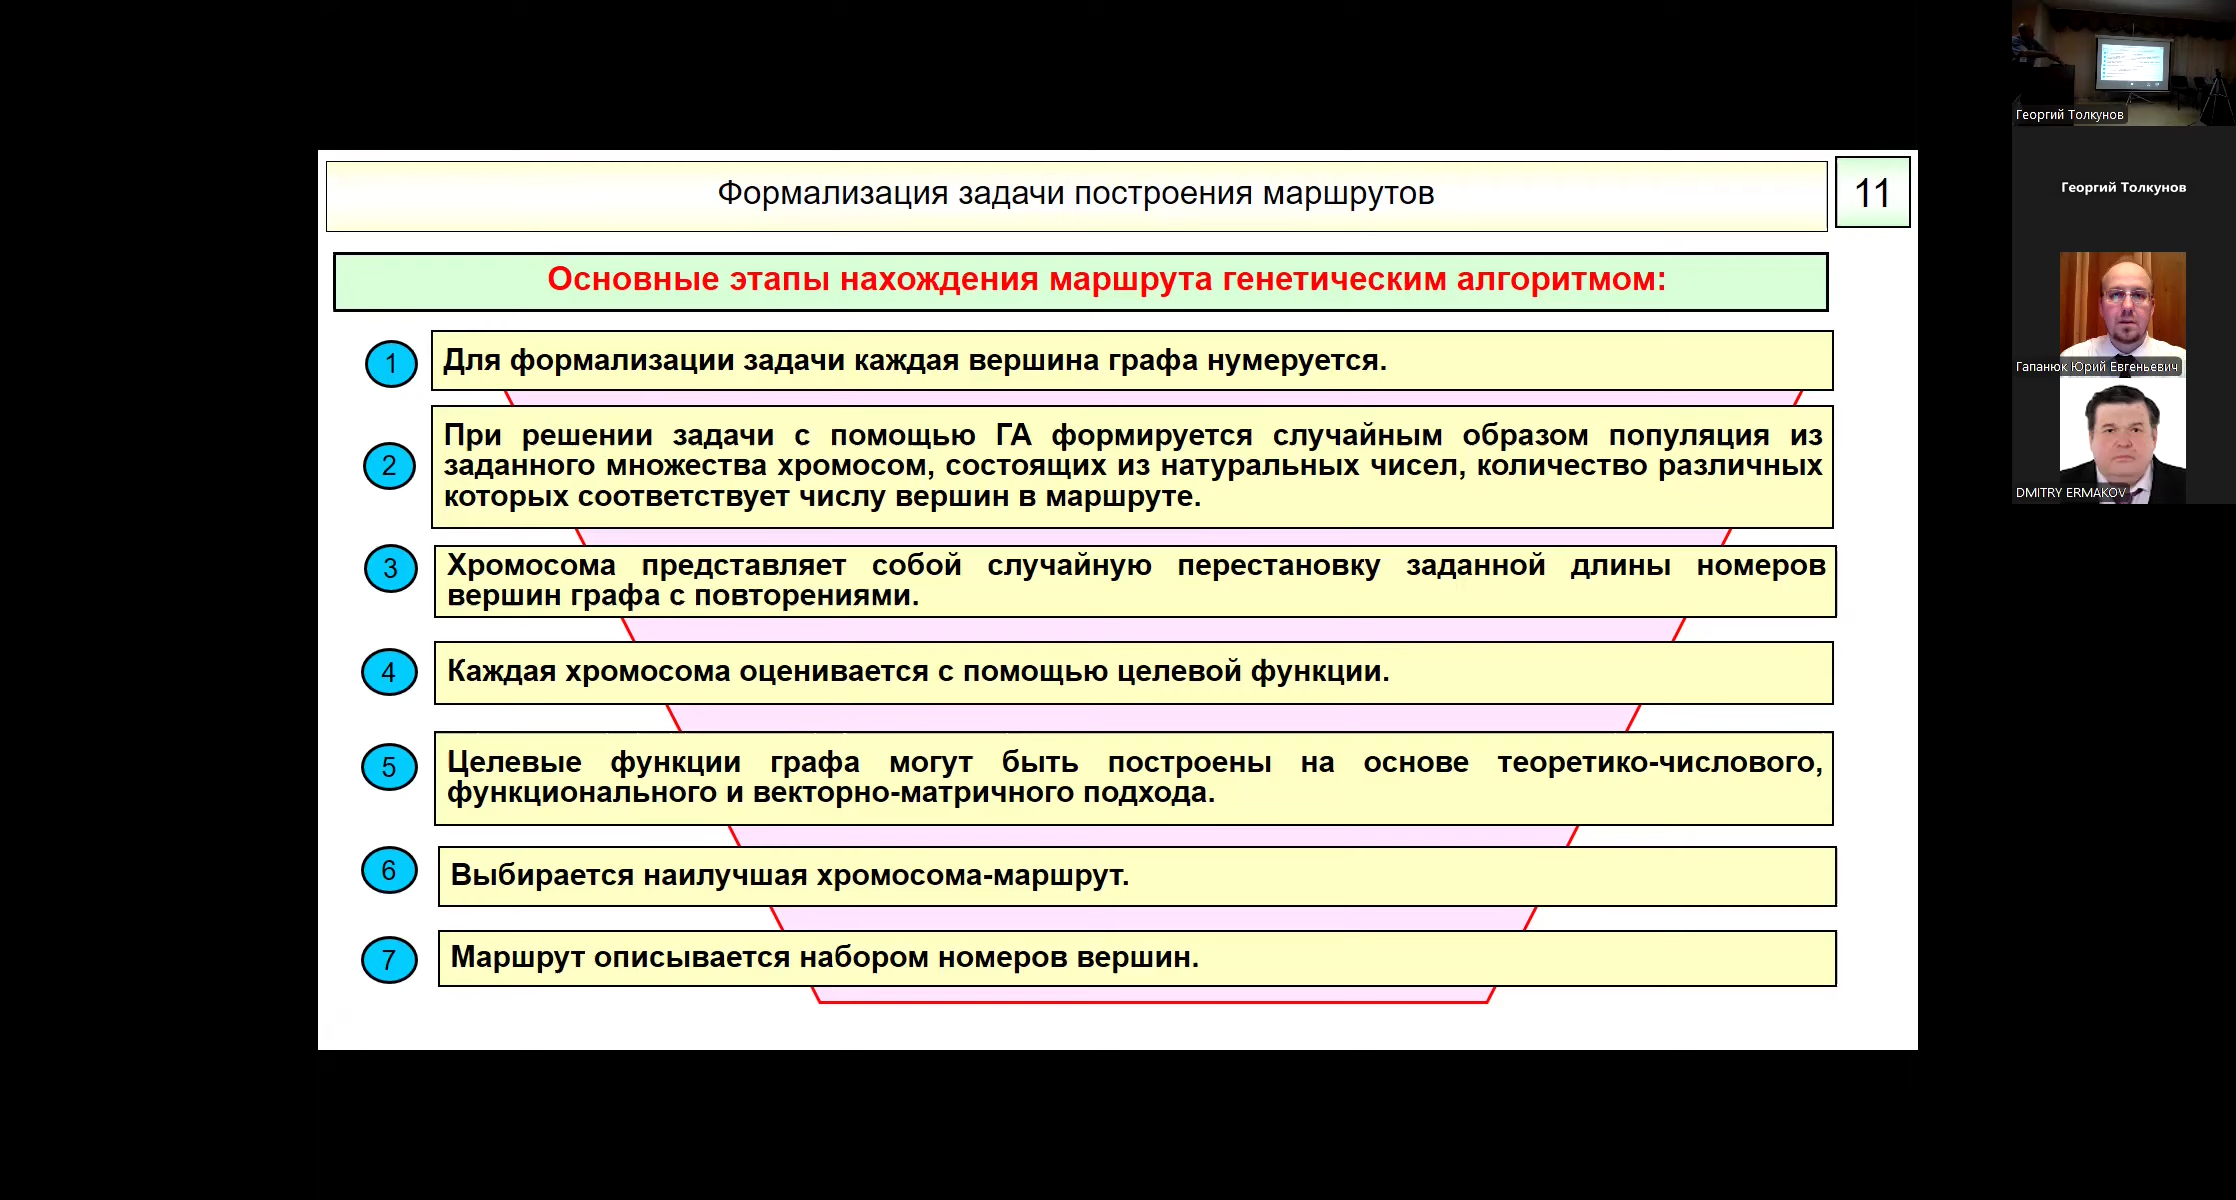 Формализация задачи построения маршрутов
11
Основные этапы нахождения маршрута генетическим алгоритмом:
1
Для формализации задачи каждая вершина графа нумеруется.
2
При решении задачи с помощью ГА формируется случайным образом популяция из
заданного множества хромосом, состоящих из натуральных чисел, количество различных
которых соответствует числу вершин в маршруте.
3
Хромосома представляет собой случайную перестановку заданной длины номеров
вершин графа с повторениями.
4
Каждая хромосома оценивается с помощью целевой функции.
5
Целевые функции графа могут быть построены на основе теоретико-числового,
функционального и векторно-матричного подхода.
6
Выбирается наилучшая хромосома-маршрут.
7
Маршрут описывается набором номеров вершин.
Георгий Толкунов
Георгий Толкунов
Гапанюк Юрий Евгеньевич
DMITRY ERMAKOV